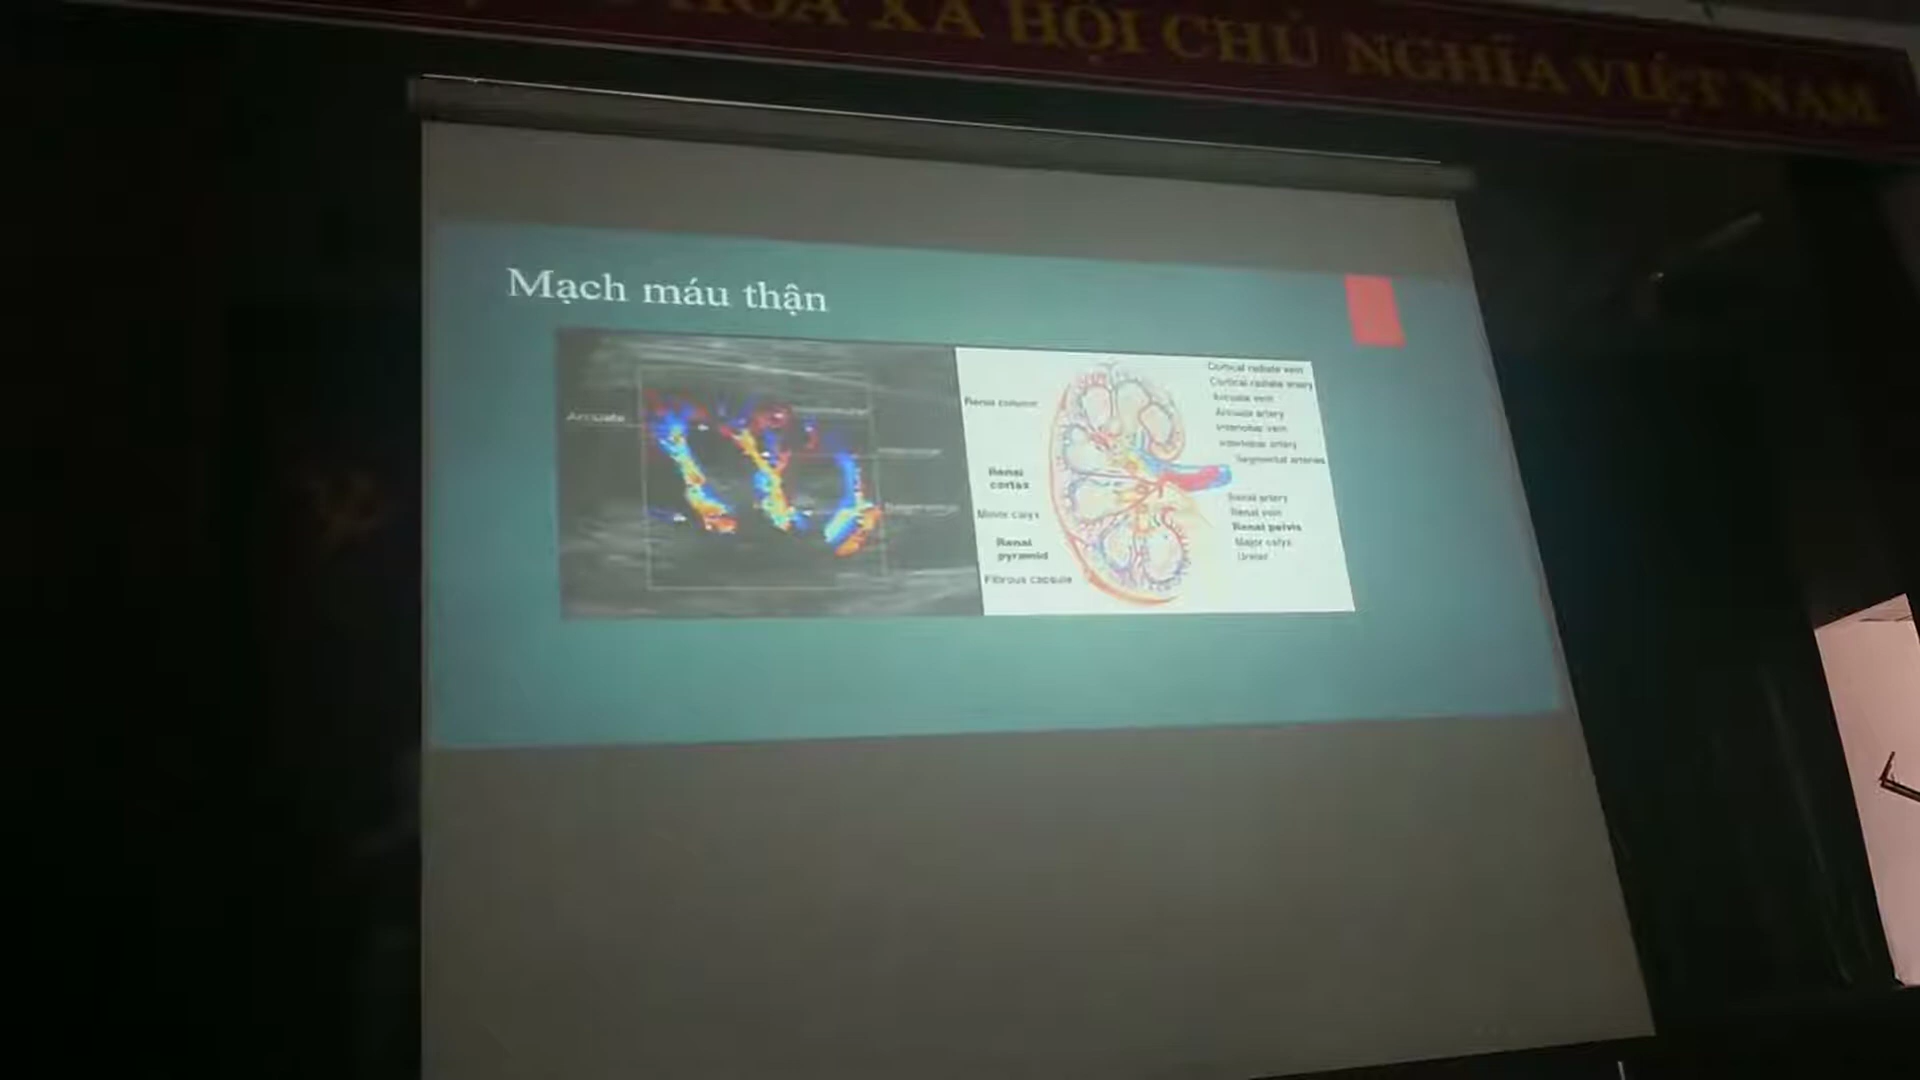 HÒA XÃ HỘI CHỦ NGHĨA VIỆT NAM
Mạch máu thận
Arcuate
Renal column
Renal cortex
Minor calyx
Renal pyramid
Fibrous capsule
Cortical radiate vein
Cortical radiate artery
Arcuate vein
Arcuate artery
Interlobar vein
Interlobar artery
Segmental arteries
Renal artery
Renal vein
Renal pelvis
Major calyx
Ureter